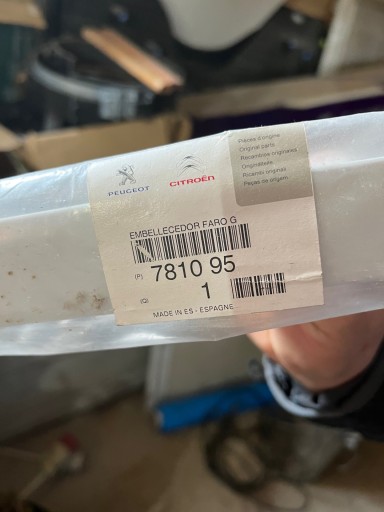 PEUGEOT
CITROËN
Pièces d'origine
Original parts
Recambios originales
Originalteile
Ricambi originali
Peças de origem
EMBELLECEDOR FARO G
(P) 7810 95
(Q) 1
MADE IN ES - ESPAGNE